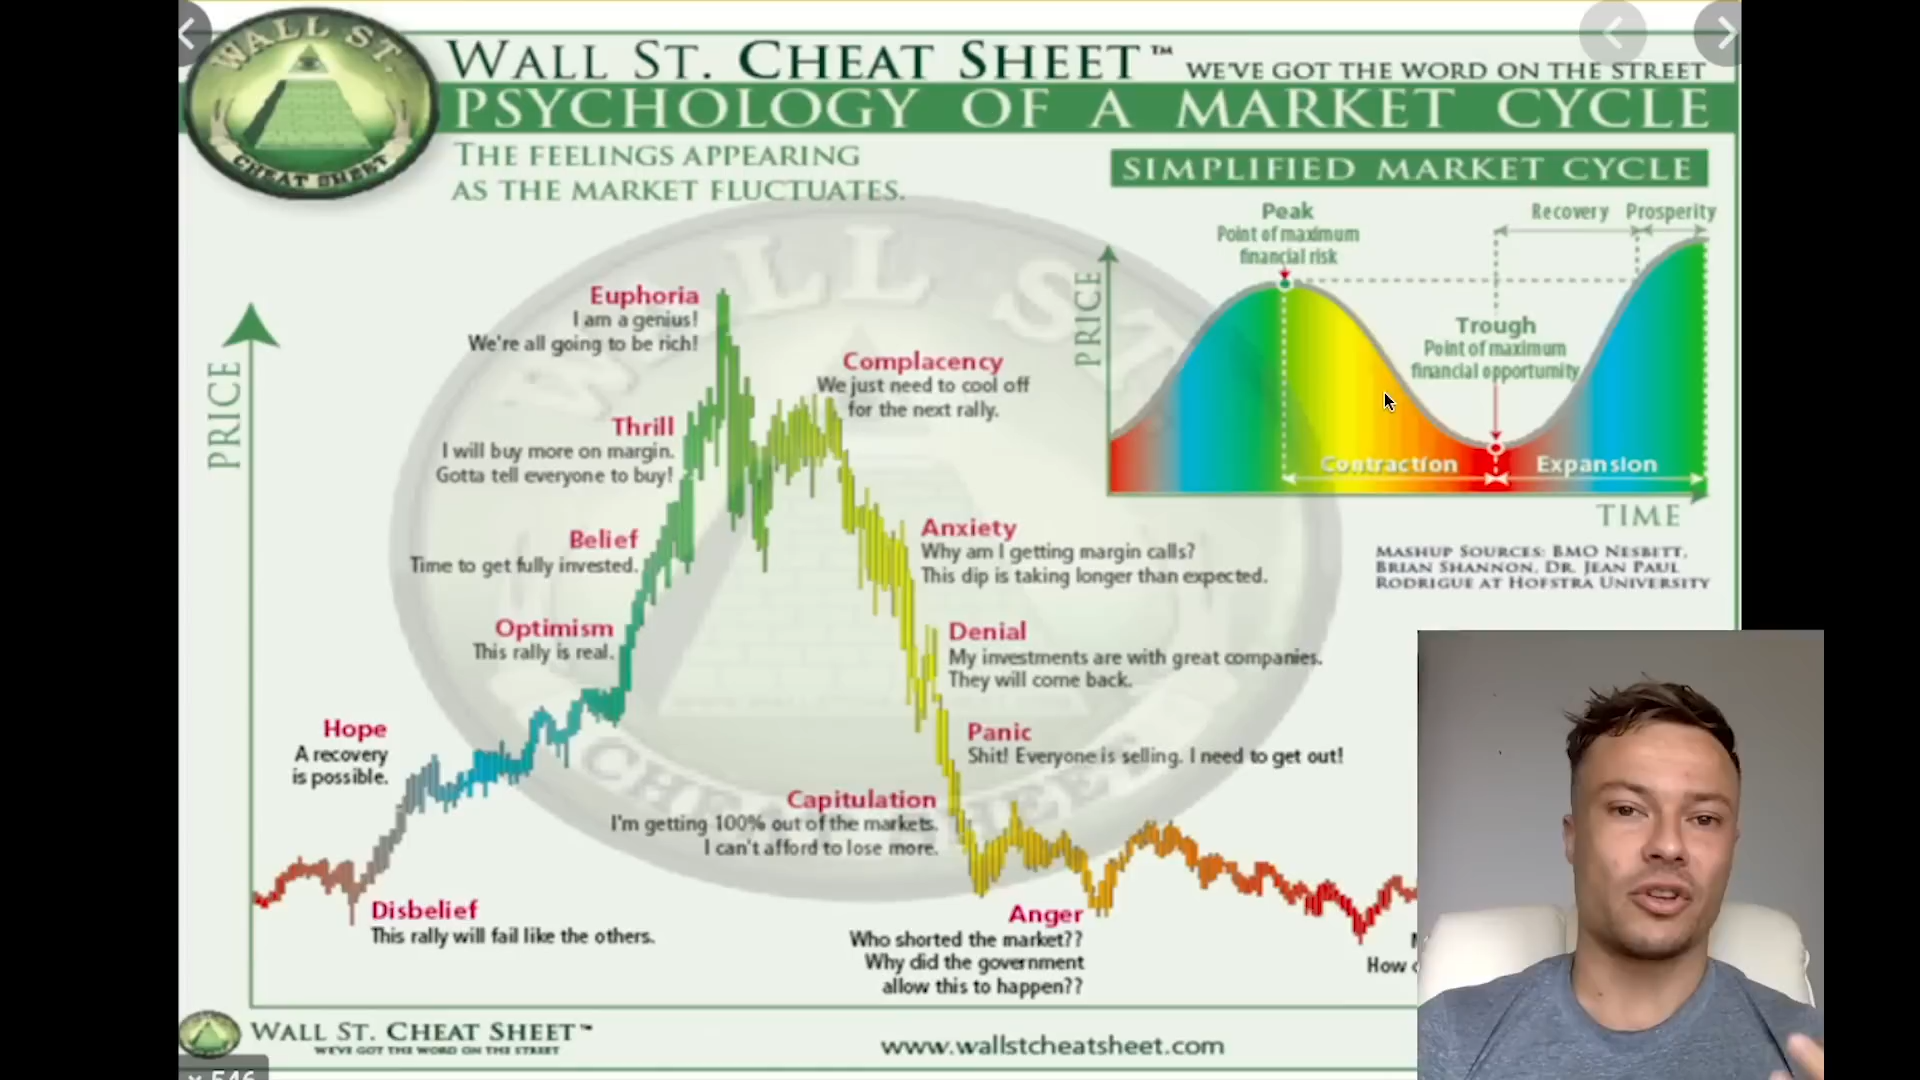 WALL ST.
CHEAT SHEET
WALL ST. CHEAT SHEET™ WE'VE GOT THE WORD ON THE STREET
PSYCHOLOGY OF A MARKET CYCLE
THE FEELINGS APPEARING
AS THE MARKET FLUCTUATES.
SIMPLIFIED MARKET CYCLE
Peak
Point of maximum
financial risk
Recovery Prosperity
PRICE
Trough
Point of maximum
financial opportunity
Contraction
Expansion
TIME
MASHUP SOURCES: BMO NESBITT,
BRIAN SHANNON, DR. JEAN PAUL
RODRIGUE AT HOFSTRA UNIVERSITY
WALL ST.
CHEAT SHEET
PRICE
Euphoria
I am a genius!
We're all going to be rich!
Complacency
We just need to cool off
for the next rally.
Thrill
I will buy more on margin.
Gotta tell everyone to buy!
Anxiety
Why am I getting margin calls?
This dip is taking longer than expected.
Belief
Time to get fully invested.
Optimism
This rally is real.
Denial
My investments are with great companies.
They will come back.
Hope
A recovery
is possible.
Panic
Shit! Everyone is selling. I need to get out!
Capitulation
I'm getting 100% out of the markets.
I can't afford to lose more.
Disbelief
This rally will fail like the others.
Anger
Who shorted the market??
Why did the government
allow this to happen??
How
WALL ST. CHEAT SHEET™
WE'VE GOT THE WORD ON THE STREET
www.wallstcheatsheet.com